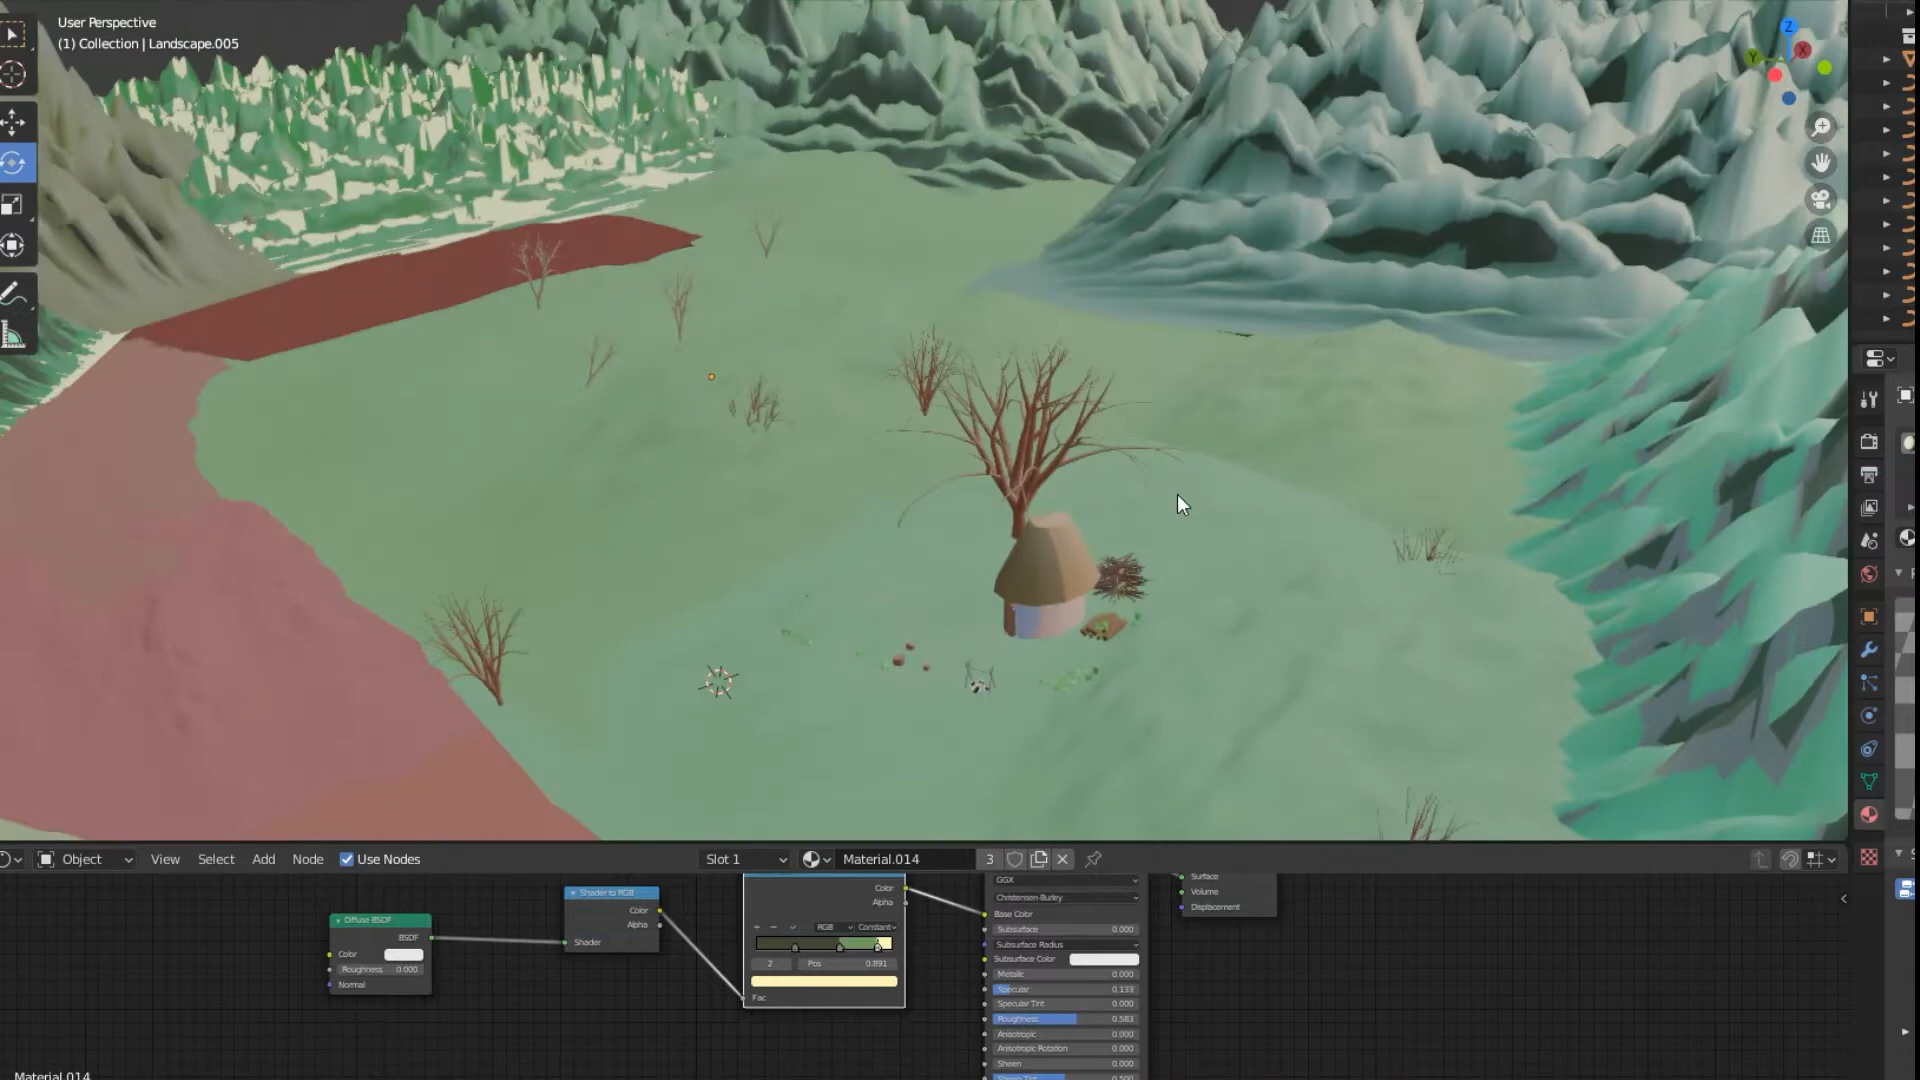 User Perspective
(1) Collection | Landscape.005
Z
Y
X
Object
View
Select
Add
Node
Use Nodes
Slot 1
Material.014
3
Diffuse BSDF
BSDF
Color
Roughness 0.000
Normal
Shader to RGB
Color
Alpha
Shader
Color
Alpha
+ - RGB Constant
2 Pos 0.891
Fac
GGX
Christensen-Burley
Base Color
Subsurface 0.000
Subsurface Radius
Subsurface Color
Metallic 0.000
Specular 0.133
Specular Tint 0.000
Roughness 0.583
Anisotropic 0.000
Anisotropic Rotation 0.000
Sheen 0.000
Sheen Tint 0.500
Surface
Volume
Displacement
Material.014